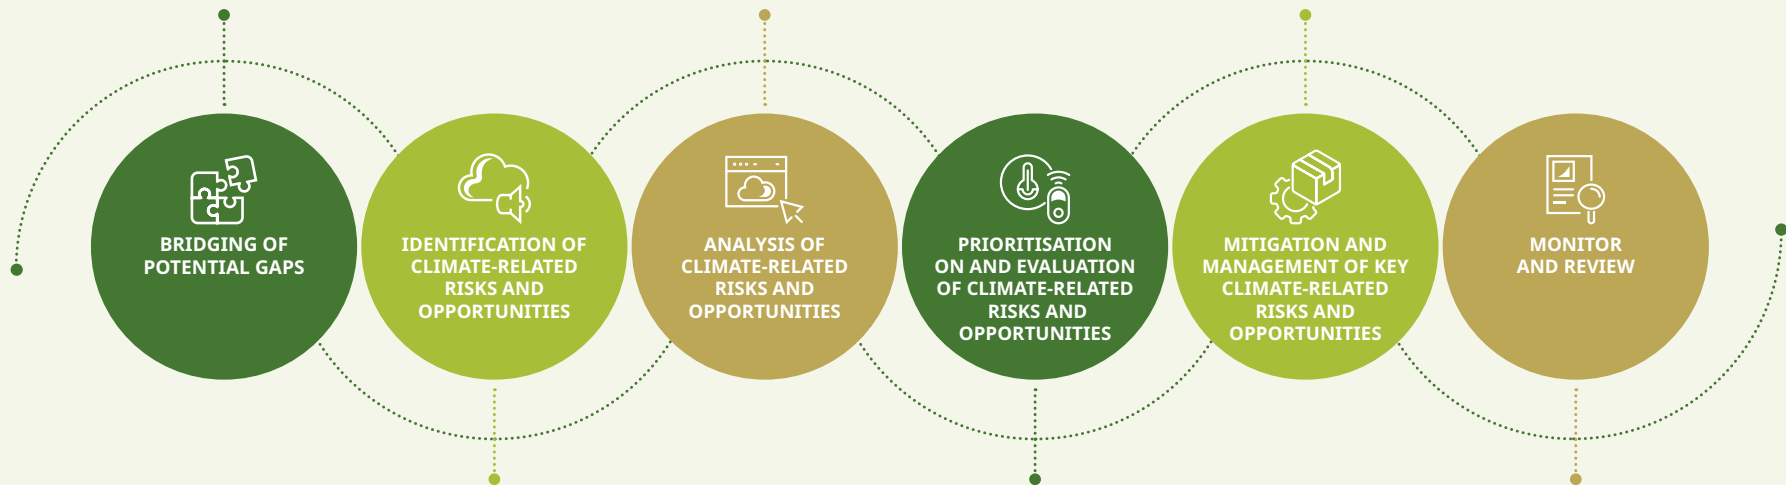 BRIDGING OF
POTENTIAL GAPS
IDENTIFICATION OF
CLIMATE-RELATED
RISKS AND
OPPORTUNITIES
ANALYSIS OF
CLIMATE-RELATED
RISKS AND
OPPORTUNITIES
PRIORITISATION
ON AND EVALUATION
OF CLIMATE-RELATED
RISKS AND
OPPORTUNITIES
MITIGATION AND
MANAGEMENT OF KEY
CLIMATE-RELATED
RISKS AND
OPPORTUNITIES
MONITOR
AND REVIEW